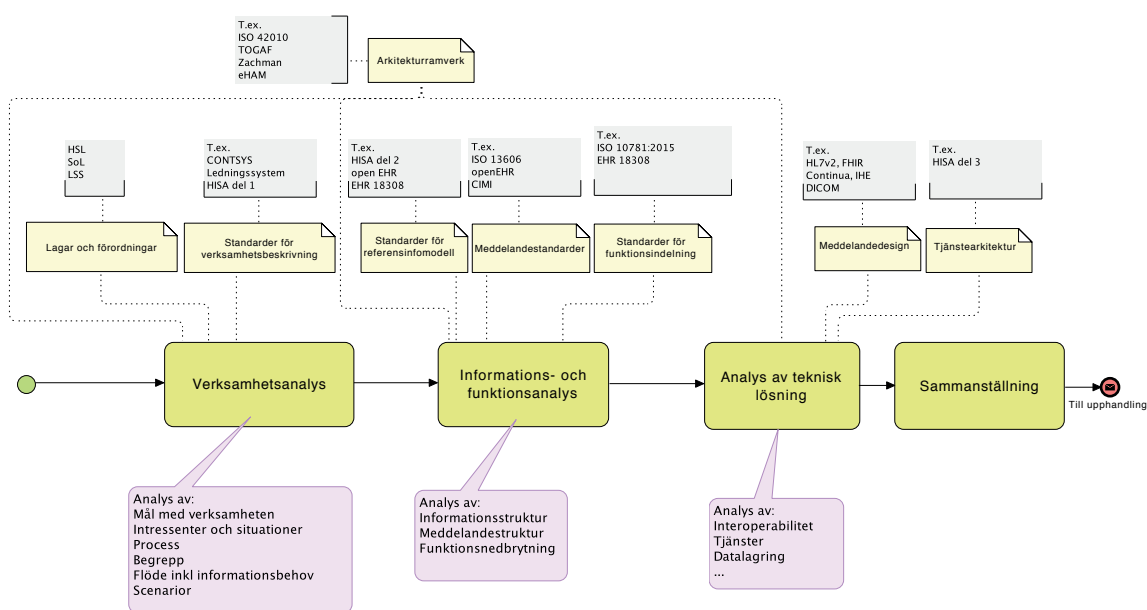 T.ex.
ISO 42010
TOGAF
Zachman
eHAM
Arkitekturramverk
HSL
SoL
LSS
T.ex.
CONTSYS
Ledningssystem
HISA del 1
T.ex.
HISA del 2
open EHR
EHR 18308
T.ex.
ISO 13606
openEHR
CIMI
T.ex.
ISO 10781:2015
EHR 18308
T.ex.
HL7v2, FHIR
Continua, IHE
DICOM
T.ex.
HISA del 3
Lagar och förordningar
Standarder för
verksamhetsbeskrivning
Standarder för
referensinfomodell
Meddelandestandarder
Standarder för
funktionsindelning
Meddelandedesign
Tjänstearkitektur
Verksamhetsanalys
Informations- och
funktionsanalys
Analys av teknisk
lösning
Sammanställning
Till upphandling
Analys av:
Mål med verksamheten
Intressenter och situationer
Process
Begrepp
Flöde inkl informationsbehov
Scenarior
Analys av:
Informationsstruktur
Meddelandestruktur
Funktionsnedbrytning
Analys av:
Interoperabilitet
Tjänster
Datalagring
...